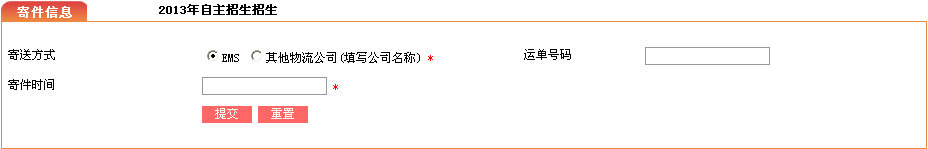 寄件信息 2013年自主招生招生
寄送方式 EMS 其他物流公司(填写公司名称) * 运单号码
寄件时间 *
提交 重置